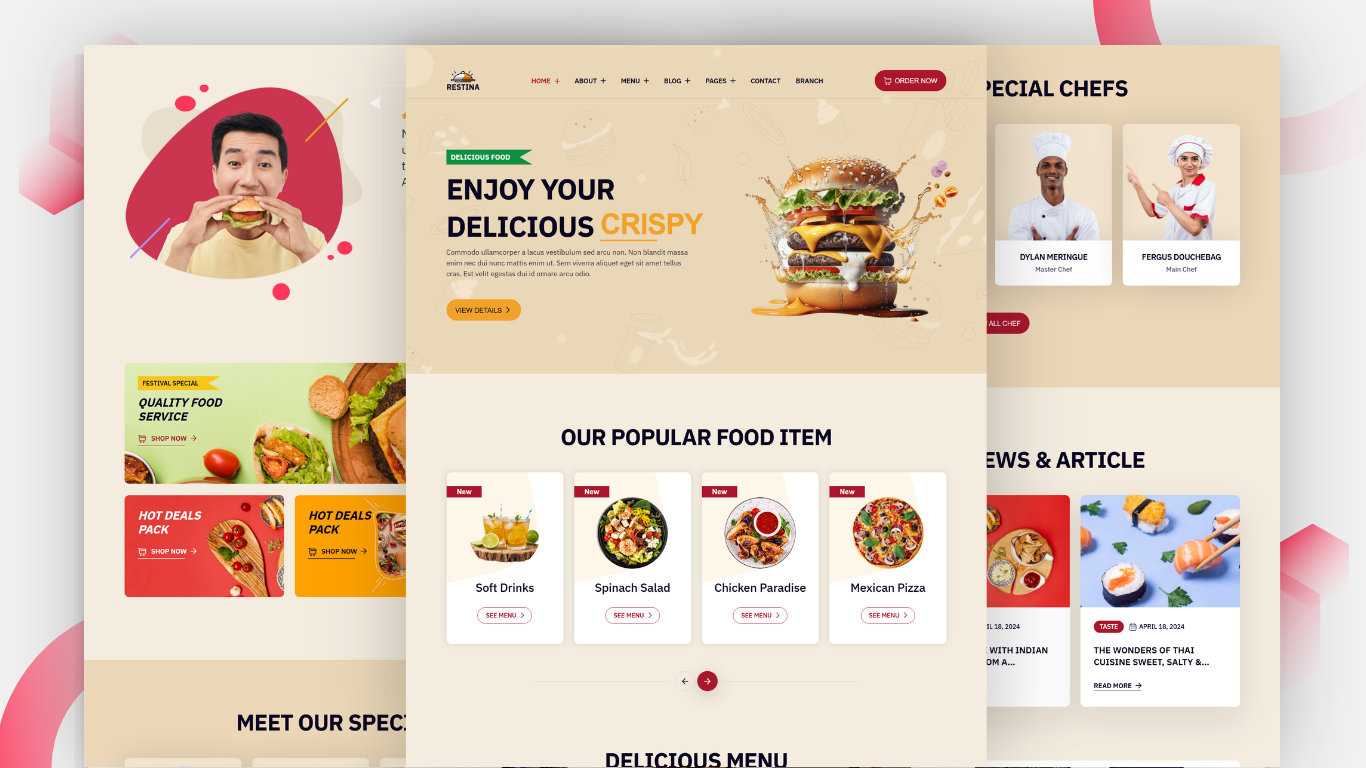 RESTINA
HOME + ABOUT + MENU + BLOG + PAGES + CONTACT BRANCH
ORDER NOW
DELICIOUS FOOD
ENJOY YOUR
DELICIOUS CRISPY
Commodo ullamcorper a lacus vestibulum sed arcu non. Non blandit massa
enim nec dui nunc mattis enim ut. Sem viverra aliquet eget sit amet tellus
cras. Est velit egestas dui id ornare arcu odio.
VIEW DETAILS
OUR POPULAR FOOD ITEM
New
Soft Drinks
SEE MENU
New
Spinach Salad
SEE MENU
New
Chicken Paradise
SEE MENU
New
Mexican Pizza
SEE MENU
DELICIOUS MENU
FESTIVAL SPECIAL
QUALITY FOOD
SERVICE
SHOP NOW
HOT DEALS
PACK
SHOP NOW
HOT DEALS
PACK
SHOP NOW
MEET OUR SPECI
PECIAL CHEFS
DYLAN MERINGUE
Master Chef
FERGUS DOUCHEBAG
Main Chef
ALL CHEF
EWS & ARTICLE
IL 18, 2024
WITH INDIAN
OM A...
TASTE APRIL 18, 2024
THE WONDERS OF THAI
CUISINE SWEET, SALTY &...
READ MORE